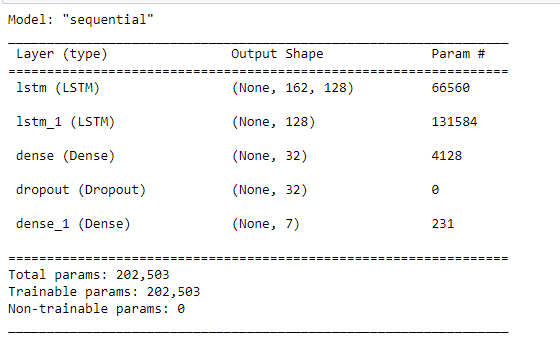 Model: "sequential"
_________________________________________________________________
Layer (type) Output Shape Param #
=================================================================
lstm (LSTM) (None, 162, 128) 66560
lstm_1 (LSTM) (None, 128) 131584
dense (Dense) (None, 32) 4128
dropout (Dropout) (None, 32) 0
dense_1 (Dense) (None, 7) 231
=================================================================
Total params: 202,503
Trainable params: 202,503
Non-trainable params: 0
_________________________________________________________________